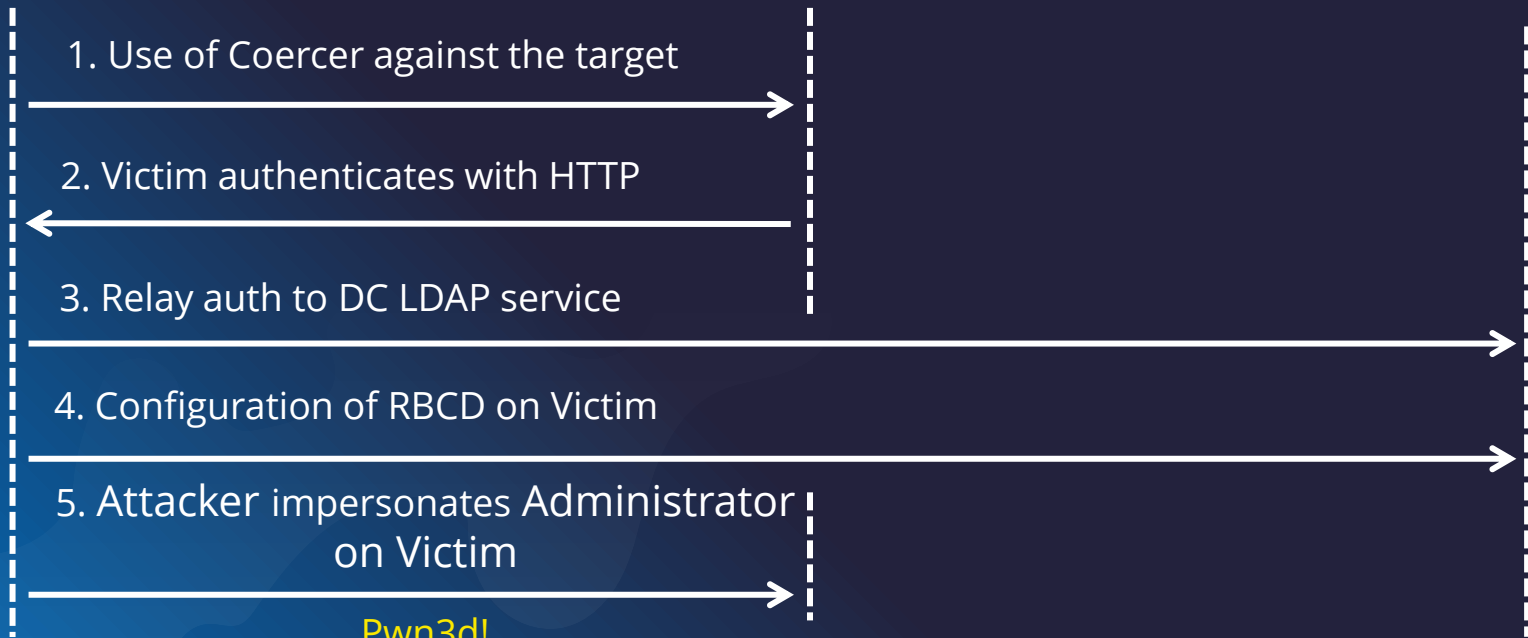 1. Use of Coercer against the target
2. Victim authenticates with HTTP
3. Relay auth to DC LDAP service
4. Configuration of RBCD on Victim
5. Attacker impersonates Administrator
on Victim
Pwn3d!